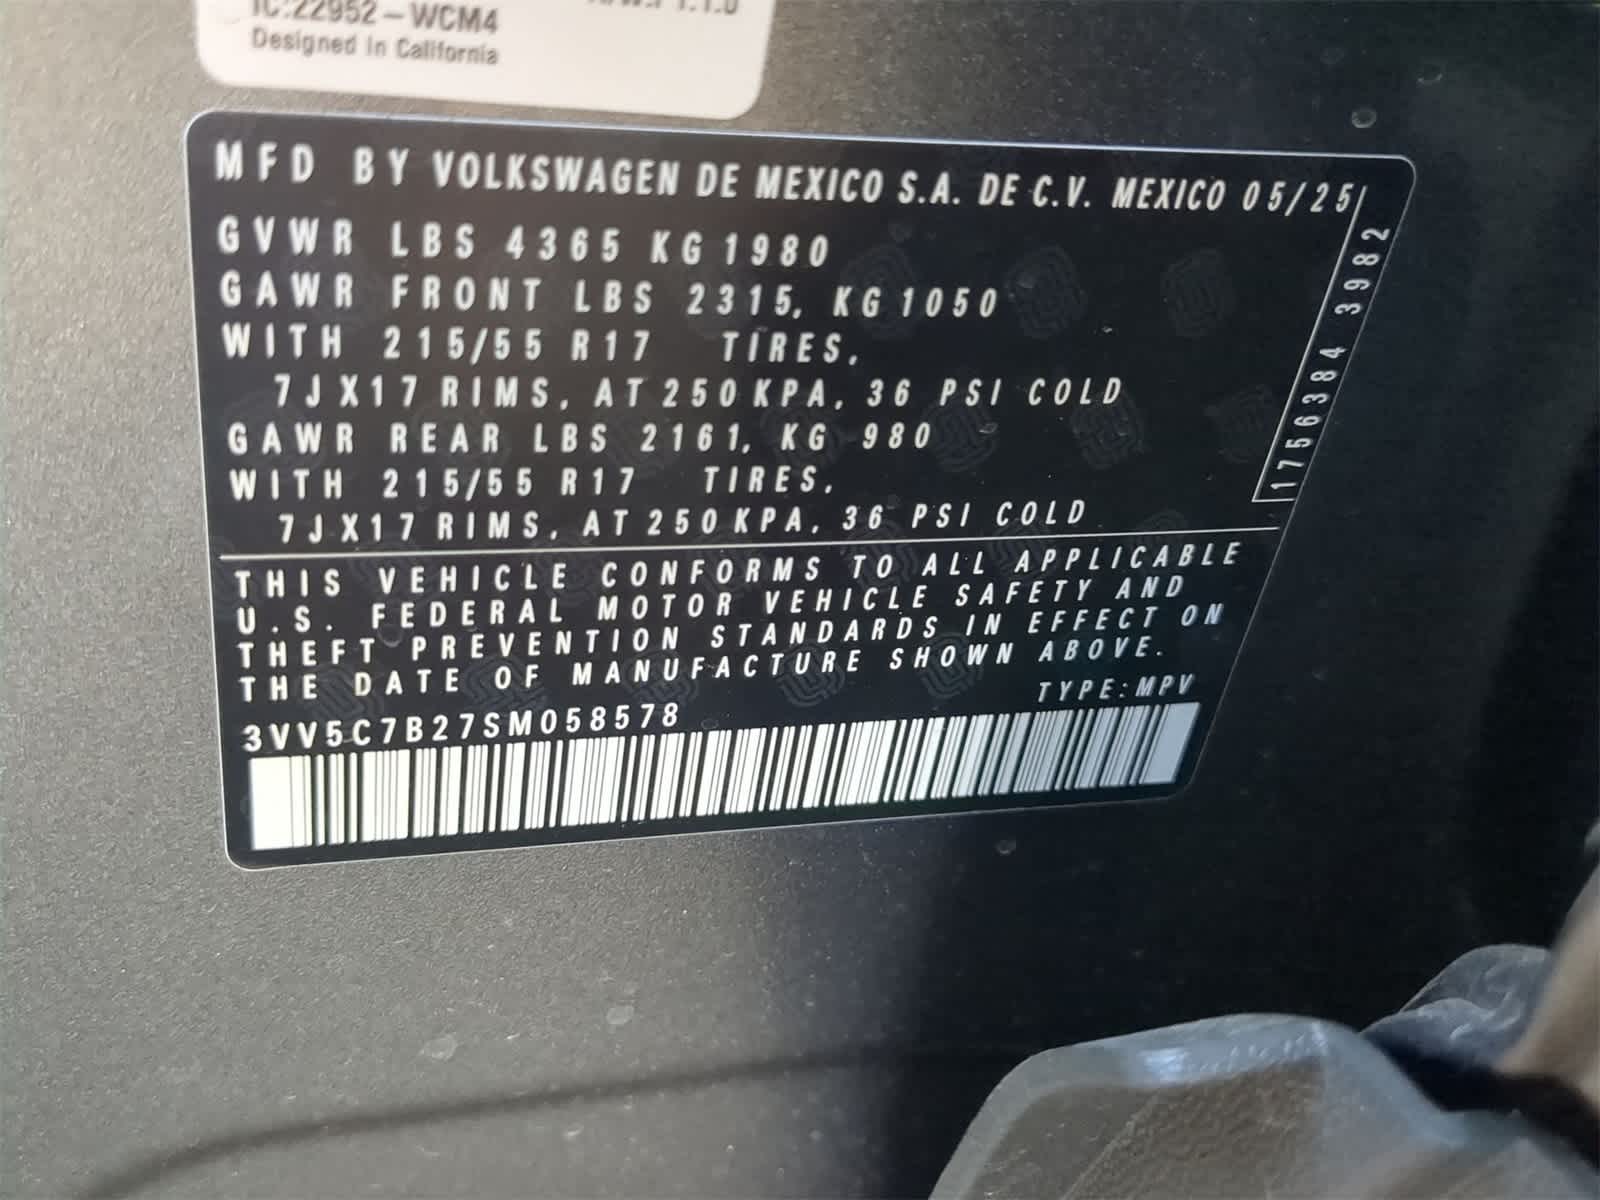 IC:22952-WCM4
Designed In California
MFD BY VOLKSWAGEN DE MEXICO S.A. DE C.V. MEXICO 05/25
GVWR LBS 4365 KG 1980
GAWR FRONT LBS 2315, KG 1050
WITH 215/55 R17 TIRES,
7JX17 RIMS, AT 250 KPA, 36 PSI COLD
GAWR REAR LBS 2161, KG 980
WITH 215/55 R17 TIRES,
7JX17 RIMS, AT 250 KPA, 36 PSI COLD
1756384 3982
THIS VEHICLE CONFORMS TO ALL APPLICABLE
U.S. FEDERAL MOTOR VEHICLE SAFETY AND
THEFT PREVENTION STANDARDS IN EFFECT ON
THE DATE OF MANUFACTURE SHOWN ABOVE.
TYPE:MPV
3VV5C7B27SM058578